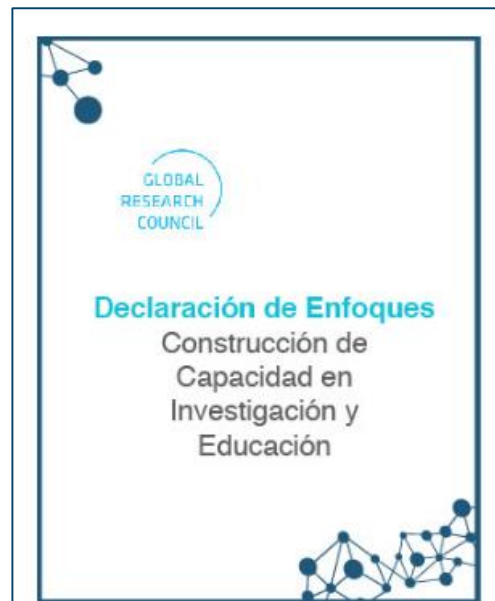 GLOBAL
RESEARCH
COUNCIL
Declaración de Enfoques
Construcción de
Capacidad en
Investigación y
Educación